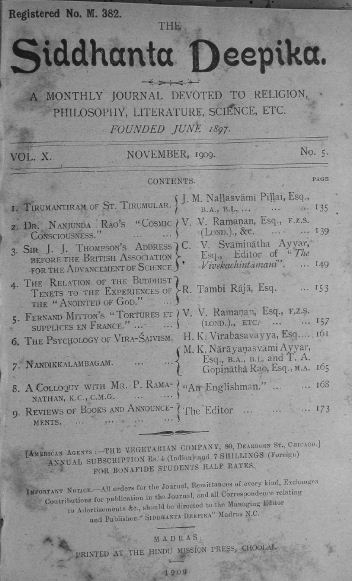 Registered No. M. 382.
THE
Siddhanta Deepika.
A MONTHLY JOURNAL DEVOTED TO RELIGION,
PHILOSOPHY, LITERATURE, SCIENCE, ETC.
FOUNDED JUNE 1897.
VOL. X. NOVEMBER, 1909. No. 5.
CONTENTS.
PAGE
1. TIRUMANTIRAM OF ST. TIRUMULAR. { J. M. Nallasvāmi Pillai, Esq., B.A., B.L., ... ... 135
2. DR. NANJUNDA RAO'S "COSMIC CONSCIOUSNESS." } V. V. Ramanan, Esq., F.Z.S. (LOND.), &c. ... 139
3. SIR J. J. THOMPSON'S ADDRESS BEFORE THE BRITISH ASSOCIATION FOR THE ADVANCEMENT OF SCIENCE } C. V. Svāminātha Ayyar, Esq., Editor of "The Vivekachintāmani". ... 149
4. THE RELATION OF THE BUDDHIST TENETS TO THE EXPERIENCES OF THE "ANOINTED OF GOD." ... } R. Tambi Rājā, Esq. ... 153
5. FERNAND MITTON'S "TORTURES ET SUPPLICES EN FRANCE." ... } V. V. Ramanan, Esq., F.Z.S. (LOND.), ETC. ... 157
6. THE PSYCHOLOGY OF VIRA-SAIVISM. H. K. Virabasavayya, Esq.... 161
7. NANDIKKALAMBAGAM. { M. K. Nārāyaṇasvāmi Ayyar, Esq., B.A., B.L. and T. A. Gopinātha Rao, Esq., M.A. 165
8. A COLLOQUY WITH MR. P. RAMANATHAN, K.C., C.M.G. ... } "An Englishman." ... 168
9. REVIEWS OF BOOKS AND ANNOUNCEMENTS. ... } The Editor ... 173
[AMERICAN AGENTS:—THE VEGETARIAN COMPANY, 80, DEARBORN ST., CHICAGO.]
ANNUAL SUBSCRIPTION Rs. 4 (Indian) and 7 SHILLINGS (Foreign)
FOR BONAFIDE STUDENTS HALF RATES.
IMPORTANT NOTICE.—All orders for the Journal, Remittances of every kind, Exchanges
Contributions for publication in the Journal, and all Correspondence relating
to Advertisements &c., should be directed to the Managing Editor
and Publisher "SIDDHANTA DEEPIKA" Madras N.C.
MADRAS
PRINTED AT THE HINDU MISSION PRESS, CHOOLAI.
1909